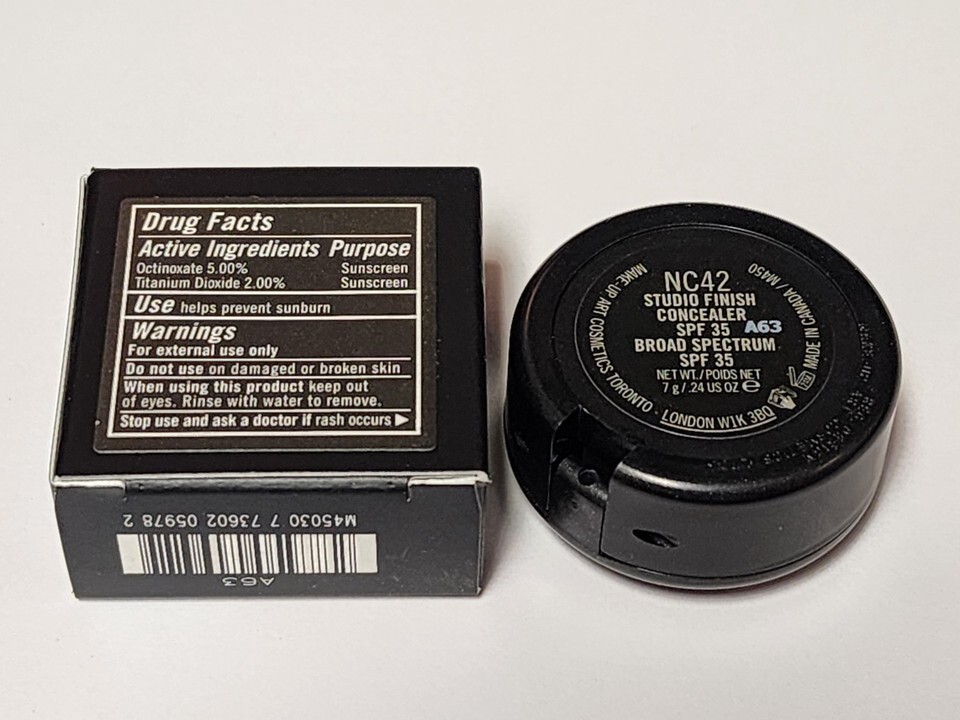 Drug Facts
Active Ingredients Purpose
Octinoxate 5.00% Sunscreen
Titanium Dioxide 2.00% Sunscreen
Use helps prevent sunburn
Warnings
For external use only
Do not use on damaged or broken skin
When using this product keep out
of eyes. Rinse with water to remove.
Stop use and ask a doctor if rash occurs
M45030 7 73602 05978 2
A63
NC42
STUDIO FINISH
CONCEALER
SPF 35 A63
BROAD SPECTRUM
SPF 35
NET WT./POIDS NET
7 g/.24 US OZ ℮
MAKE-UP ART COSMETICS TORONTO · LONDON W1K 3BQ
MADE IN CANADA/ M450